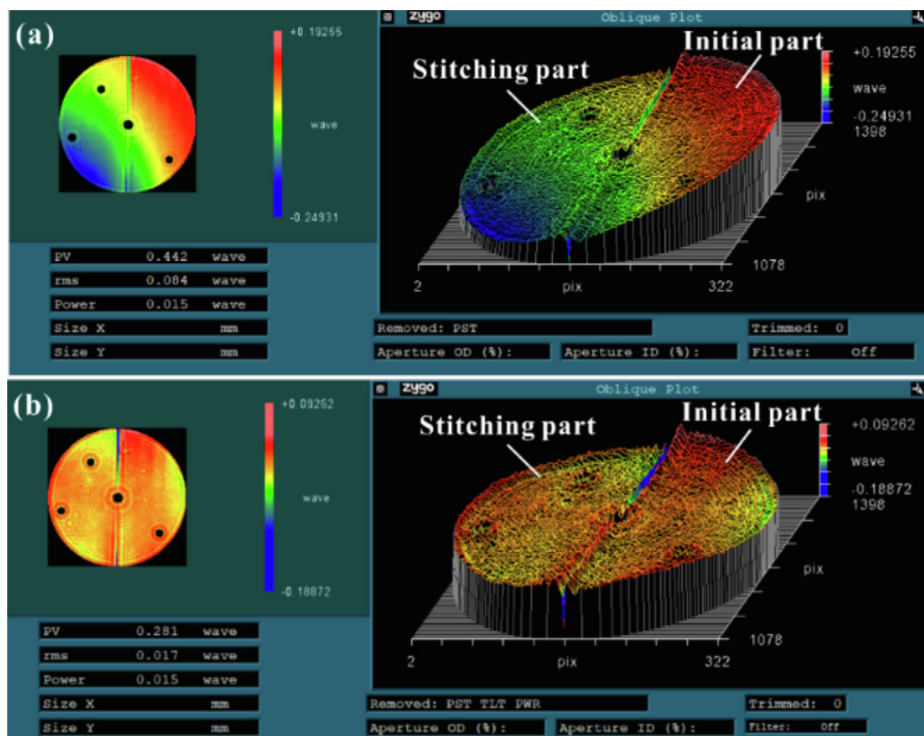 (a)
+0.19255
wave
-0.24931
PV 0.442 wave
rms 0.084 wave
Power 0.015 wave
Size X mm
Size Y mm
zygo Oblique Plot
Stitching part
Initial part
+0.19255
wave
-0.24931
1398
pix
1078
2 pix 322
Removed: PST Trimmed: 0
Aperture OD (%): Aperture ID (%): Filter: Off
(b)
+0.09262
wave
-0.18872
PV 0.281 wave
rms 0.017 wave
Power 0.015 wave
Size X mm
Size Y mm
zygo Oblique Plot
Stitching part
Initial part
+0.09262
wave
-0.18872
1398
pix
1078
2 pix 322
Removed: PST TLT PWR Trimmed: 0
Aperture OD (%): Aperture ID (%): Filter: Off